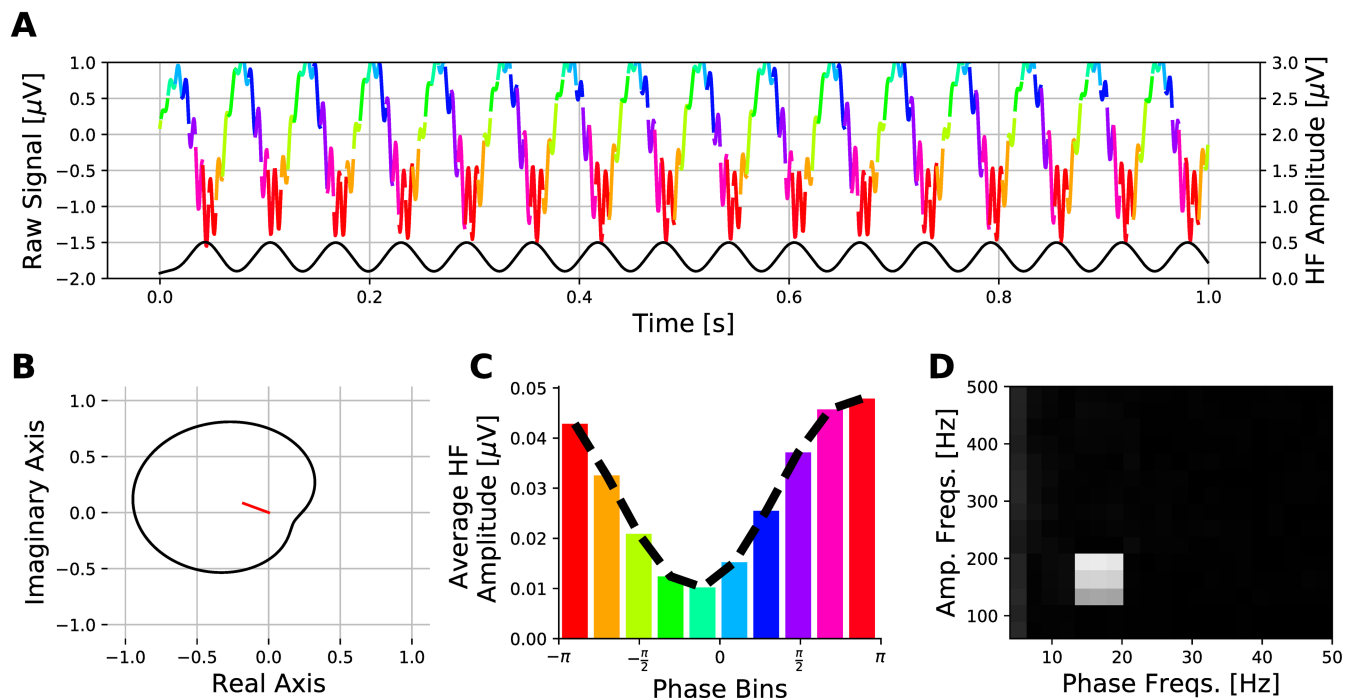 A
Raw Signal [μV]
1.0
0.5
0.0
−0.5
−1.0
−1.5
−2.0
3.0
2.5
2.0
1.5
1.0
0.5
0.0
HF Amplitude [μV]
0.0 0.2 0.4 0.6 0.8 1.0
Time [s]
B
Imaginary Axis
1.0
0.5
0.0
−0.5
−1.0
−1.0 −0.5 0.0 0.5 1.0
Real Axis
C
Average HF
Amplitude [μV]
0.05
0.04
0.03
0.02
0.01
0.00
−π −π/2 0 π/2 π
Phase Bins
D
Amp. Freqs. [Hz]
500
400
300
200
100
10 20 30 40 50
Phase Freqs. [Hz]